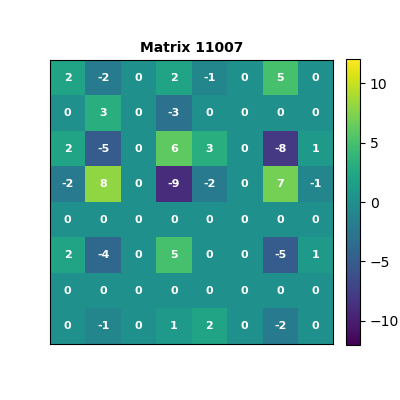 Matrix 11007
2 -2 0 2 -1 0 5 0
0 3 0 -3 0 0 0 0
2 -5 0 6 3 0 -8 1
-2 8 0 -9 -2 0 7 -1
0 0 0 0 0 0 0 0
2 -4 0 5 0 0 -5 1
0 0 0 0 0 0 0 0
0 -1 0 1 2 0 -2 0
10
5
0
−5
−10